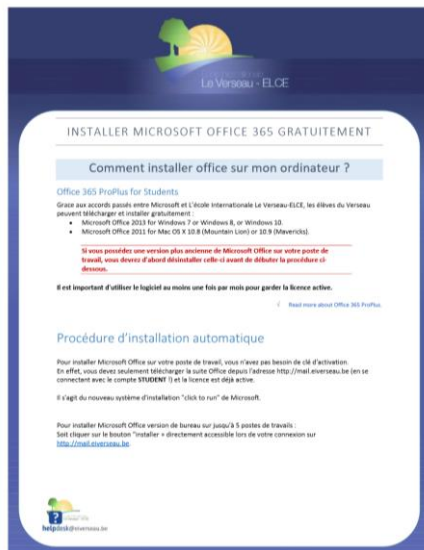 Le Verseau - ELCE
INSTALLER MICROSOFT OFFICE 365 GRATUITEMENT
Comment installer office sur mon ordinateur ?
Office 365 ProPlus for Students
Grace aux accords passés entre Microsoft et L'école Internationale Le Verseau-ELCE, les élèves du Verseau
peuvent télécharger et installer gratuitement :
• Microsoft Office 2013 for Windows 7 or Windows 8, or Windows 10.
• Microsoft Office 2011 for Mac OS X 10.8 (Mountain Lion) or 10.9 (Mavericks).
Si vous possédez une version plus ancienne de Microsoft Office sur votre poste de
travail, vous devrez d'abord désinstaller celle-ci avant de débuter la procédure ci-
dessous.
Il est important d'utiliser le logiciel au moins une fois par mois pour garder la licence active.
Read more about Office 365 ProPlus.
Procédure d'installation automatique
Pour installer Microsoft Office sur votre poste de travail, vous n'avez pas besoin de clé d'activation.
En effet, vous devez seulement télécharger la suite Office depuis l'adresse http://mail.eiverseau.be (en se
connectant avec le compte STUDENT !) et la licence est déjà active.
Il s'agit du nouveau système d'installation "click to run" de Microsoft.
Pour installer Microsoft Office version de bureau sur jusqu'à 5 postes de travails :
Soit cliquer sur le bouton "installer » directement accessible lors de votre connexion sur
http://mail.eiverseau.be.
helpdesk@eiverseau.be